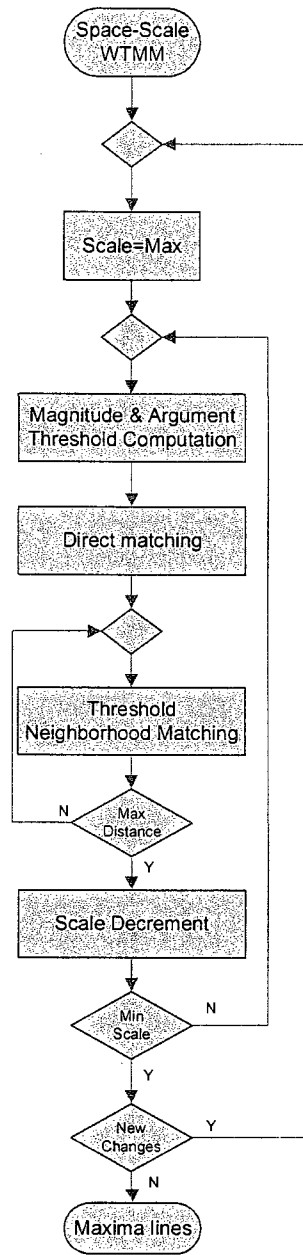 Space-Scale
WTMM
Scale=Max
Magnitude & Argument
Threshold Computation
Direct matching
Threshold
Neighborhood Matching
N
Max
Distance
Y
Scale Decrement
Min
Scale
N
Y
New
Changes
Y
N
Maxima lines